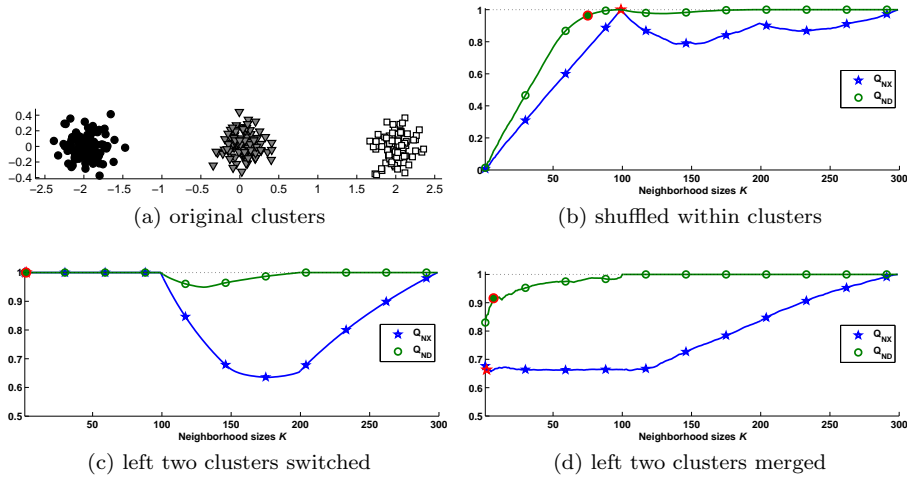 0.4
0.2
0
−0.2
−0.4
−2.5 −2 −1.5 −1 −0.5 0 0.5 1 1.5 2 2.5
(a) original clusters
1
0.8
0.6
0.4
0.2
0
50 100 150 200 250 300
Neighborhood sizes K
Q_NX
Q_ND
(b) shuffled within clusters
1
0.9
0.8
0.7
0.6
0.5
50 100 150 200 250 300
Neighborhood sizes K
Q_NX
Q_ND
(c) left two clusters switched
1
0.9
0.8
0.7
0.6
0.5
50 100 150 200 250 300
Neighborhood sizes K
Q_NX
Q_ND
(d) left two clusters merged